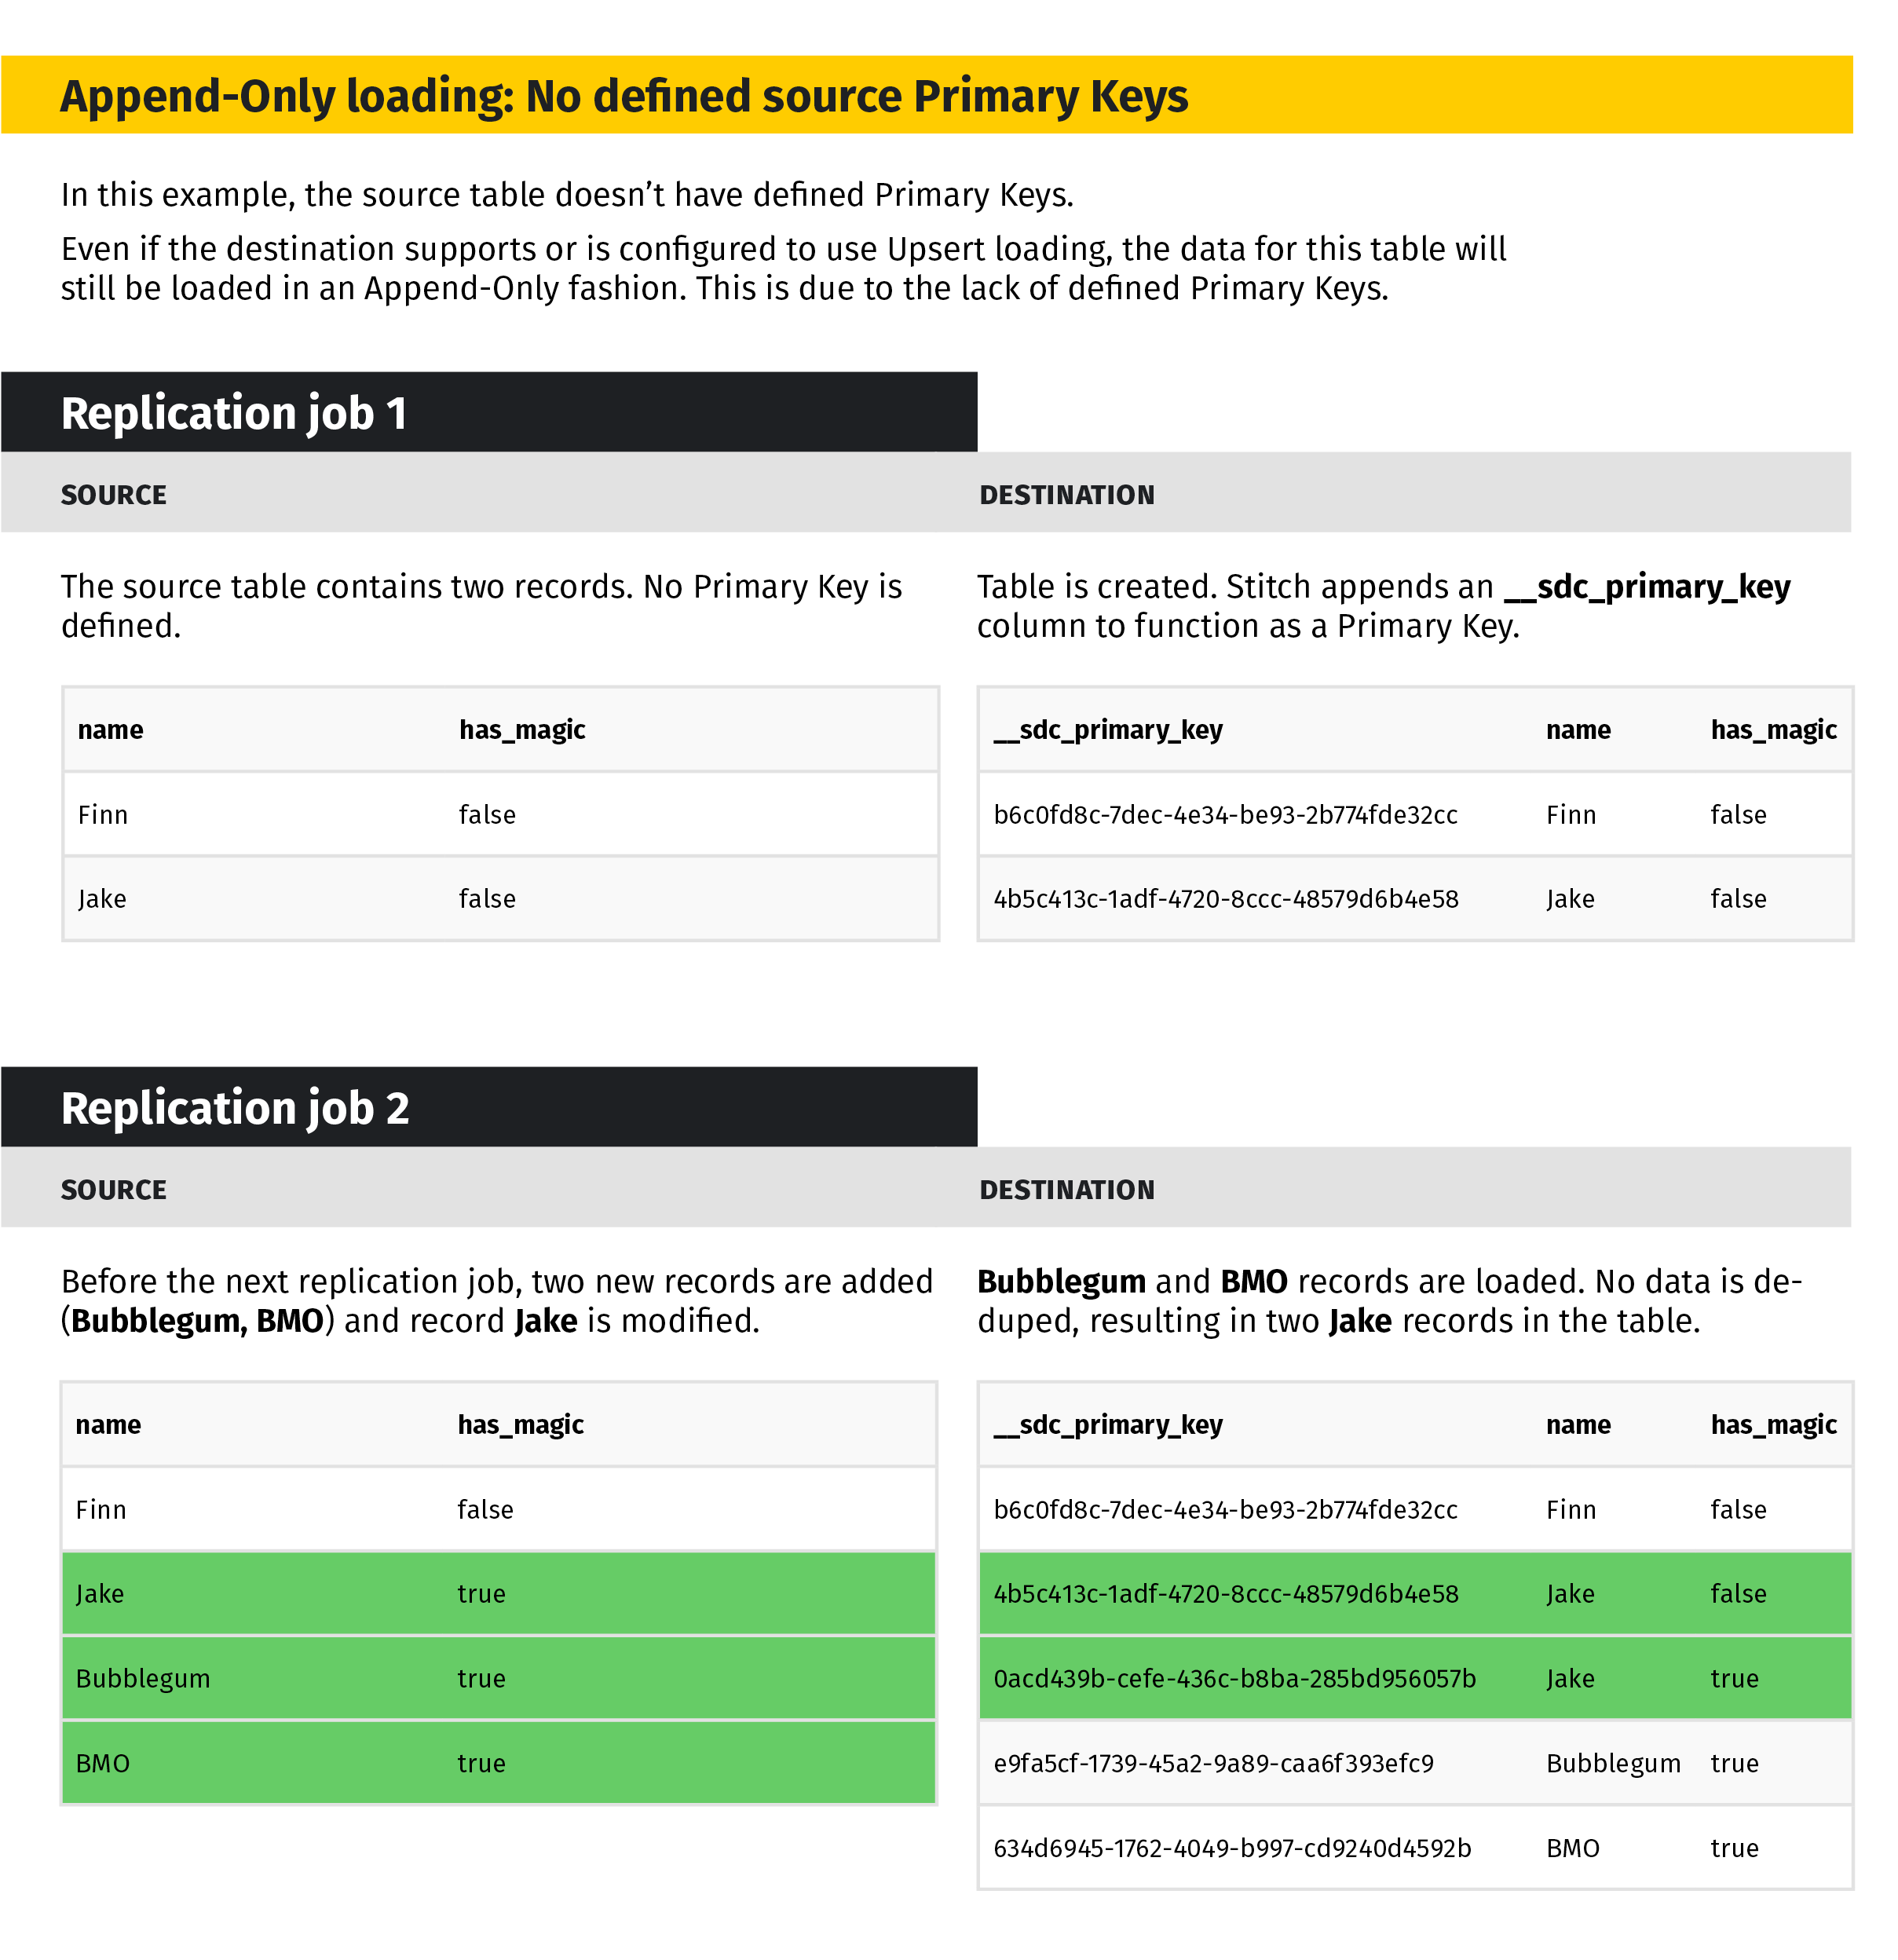 Append-Only loading: No defined source Primary Keys
In this example, the source table doesn’t have defined Primary Keys.
Even if the destination supports or is configured to use Upsert loading, the data for this table will
still be loaded in an Append-Only fashion. This is due to the lack of defined Primary Keys.
Replication job 1
SOURCE
The source table contains two records. No Primary Key is
defined.
name has_magic
Finn false
Jake false
DESTINATION
Table is created. Stitch appends an __sdc_primary_key
column to function as a Primary Key.
__sdc_primary_key name has_magic
b6c0fd8c-7dec-4e34-be93-2b774fde32cc Finn false
4b5c413c-1adf-4720-8ccc-48579d6b4e58 Jake false
Replication job 2
SOURCE
Before the next replication job, two new records are added
(Bubblegum, BMO) and record Jake is modified.
name has_magic
Finn false
Jake true
Bubblegum true
BMO true
DESTINATION
Bubblegum and BMO records are loaded. No data is de-
duped, resulting in two Jake records in the table.
__sdc_primary_key name has_magic
b6c0fd8c-7dec-4e34-be93-2b774fde32cc Finn false
4b5c413c-1adf-4720-8ccc-48579d6b4e58 Jake false
0acd439b-cefe-436c-b8ba-285bd956057b Jake true
e9fa5cf-1739-45a2-9a89-caa6f393efc9 Bubblegum true
634d6945-1762-4049-b997-cd9240d4592b BMO true